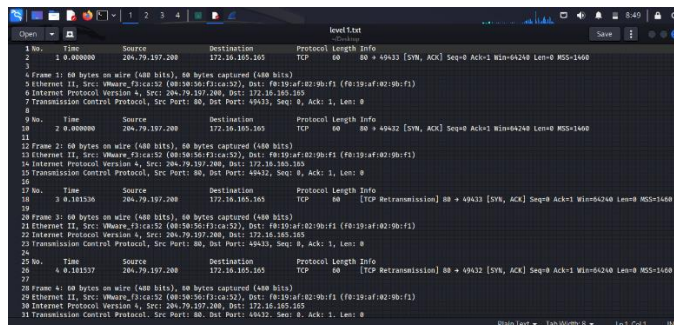 1 2 3 4 8:49
Open level 1.txt Save
~/Desktop
1 No. Time Source Destination Protocol Length Info
2 1 0.000000 204.79.197.200 172.16.165.165 TCP 60 80 → 49433 [SYN, ACK] Seq=0 Ack=1 Win=64240 Len=0 MSS=1460
3
4 Frame 1: 60 bytes on wire (480 bits), 60 bytes captured (480 bits)
5 Ethernet II, Src: VMware_f3:ca:52 (00:50:56:f3:ca:52), Dst: f0:19:af:02:9b:f1 (f0:19:af:02:9b:f1)
6 Internet Protocol Version 4, Src: 204.79.197.200, Dst: 172.16.165.165
7 Transmission Control Protocol, Src Port: 80, Dst Port: 49433, Seq: 0, Ack: 1, Len: 0
8
9 No. Time Source Destination Protocol Length Info
10 2 0.000000 204.79.197.200 172.16.165.165 TCP 60 80 → 49432 [SYN, ACK] Seq=0 Ack=1 Win=64240 Len=0 MSS=1460
11
12 Frame 2: 60 bytes on wire (480 bits), 60 bytes captured (480 bits)
13 Ethernet II, Src: VMware_f3:ca:52 (00:50:56:f3:ca:52), Dst: f0:19:af:02:9b:f1 (f0:19:af:02:9b:f1)
14 Internet Protocol Version 4, Src: 204.79.197.200, Dst: 172.16.165.165
15 Transmission Control Protocol, Src Port: 80, Dst Port: 49432, Seq: 0, Ack: 1, Len: 0
16
17 No. Time Source Destination Protocol Length Info
18 3 0.101536 204.79.197.200 172.16.165.165 TCP 60 [TCP Retransmission] 80 → 49433 [SYN, ACK] Seq=0 Ack=1 Win=64240 Len=0 MSS=1460
19
20 Frame 3: 60 bytes on wire (480 bits), 60 bytes captured (480 bits)
21 Ethernet II, Src: VMware_f3:ca:52 (00:50:56:f3:ca:52), Dst: f0:19:af:02:9b:f1 (f0:19:af:02:9b:f1)
22 Internet Protocol Version 4, Src: 204.79.197.200, Dst: 172.16.165.165
23 Transmission Control Protocol, Src Port: 80, Dst Port: 49433, Seq: 0, Ack: 1, Len: 0
24
25 No. Time Source Destination Protocol Length Info
26 4 0.101537 204.79.197.200 172.16.165.165 TCP 60 [TCP Retransmission] 80 → 49432 [SYN, ACK] Seq=0 Ack=1 Win=64240 Len=0 MSS=1460
27
28 Frame 4: 60 bytes on wire (480 bits), 60 bytes captured (480 bits)
29 Ethernet II, Src: VMware_f3:ca:52 (00:50:56:f3:ca:52), Dst: f0:19:af:02:9b:f1 (f0:19:af:02:9b:f1)
30 Internet Protocol Version 4, Src: 204.79.197.200, Dst: 172.16.165.165
31 Transmission Control Protocol, Src Port: 80, Dst Port: 49432, Seq: 0, Ack: 1, Len: 0
Plain Text Tab Width: 8 Ln 1, Col 1 IN